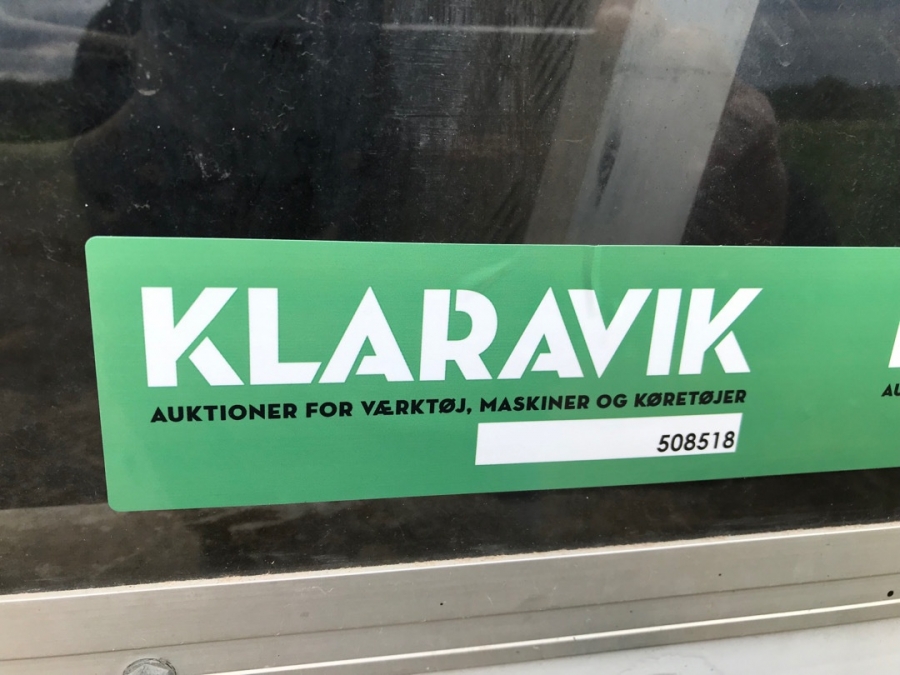 KLARAVIK
AUKTIONER FOR VÆRKTØJ, MASKINER OG KØRETØJER
508518